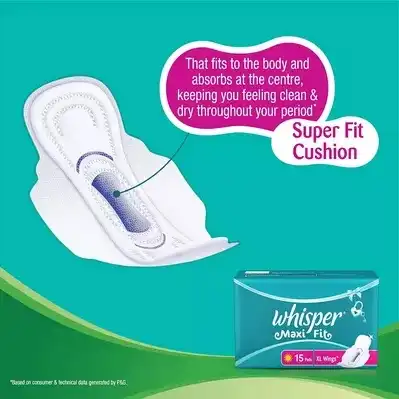 That fits to the body and
absorbs at the centre,
keeping you feeling clean &
dry throughout your period*
Super Fit
Cushion
whisper
Maxi Fit
15 Pads XL Wings*
*Based on consumer & technical data generated by P&G.